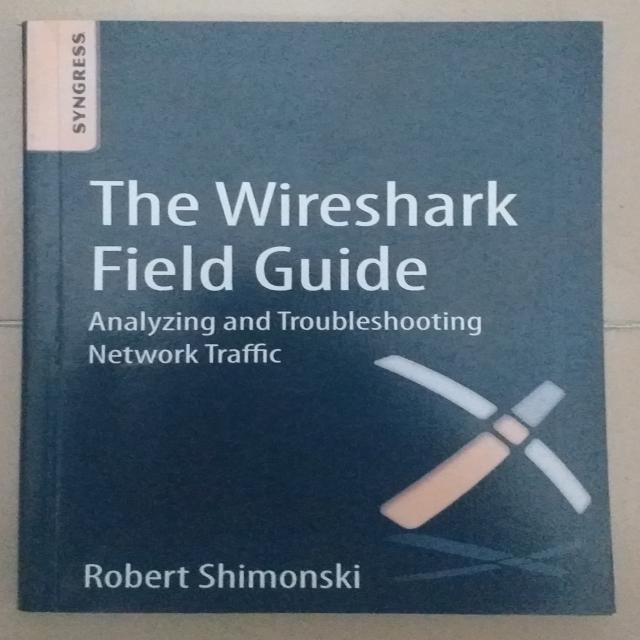 SYNGRESS
The Wireshark
Field Guide
Analyzing and Troubleshooting
Network Traffic
Robert Shimonski